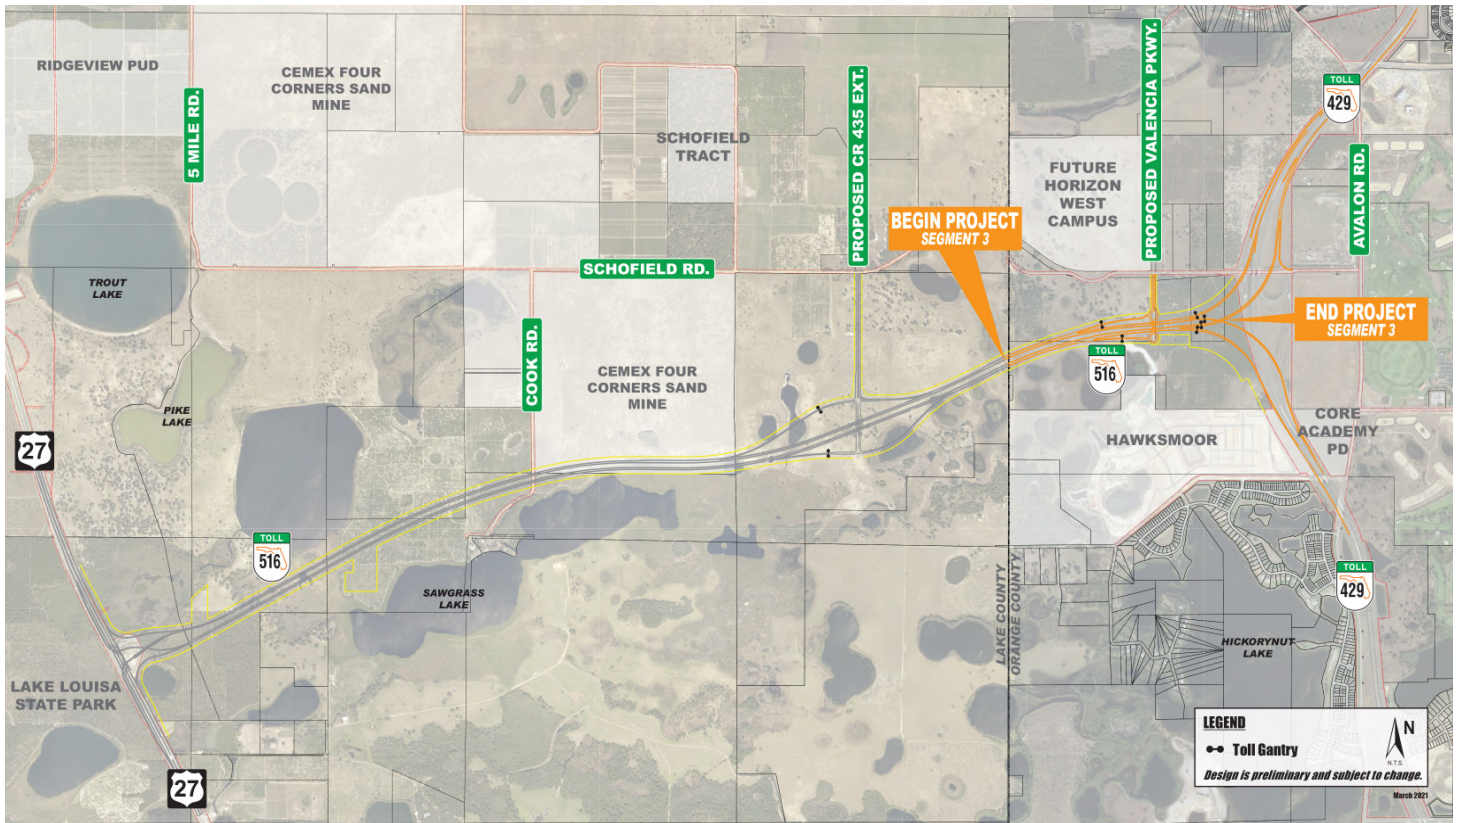 RIDGEVIEW PUD
5 MILE RD.
CEMEX FOUR
CORNERS SAND
MINE
SCHOFIELD
TRACT
PROPOSED CR 435 EXT.
FUTURE
HORIZON
WEST
CAMPUS
PROPOSED VALENCIA PKWY.
TOLL
429
AVALON RD.
BEGIN PROJECT
SEGMENT 3
SCHOFIELD RD.
TROUT
LAKE
COOK RD.
END PROJECT
SEGMENT 3
TOLL
516
CEMEX FOUR
CORNERS SAND
MINE
PIKE
LAKE
27
HAWKSMOOR
CORE
ACADEMY
PD
TOLL
516
SAWGRASS
LAKE
LAKE COUNTY
ORANGE COUNTY
TOLL
429
HICKORYNUT
LAKE
LAKE LOUISA
STATE PARK
27
LEGEND
Toll Gantry
N
N.T.S.
Design is preliminary and subject to change.
March 2021